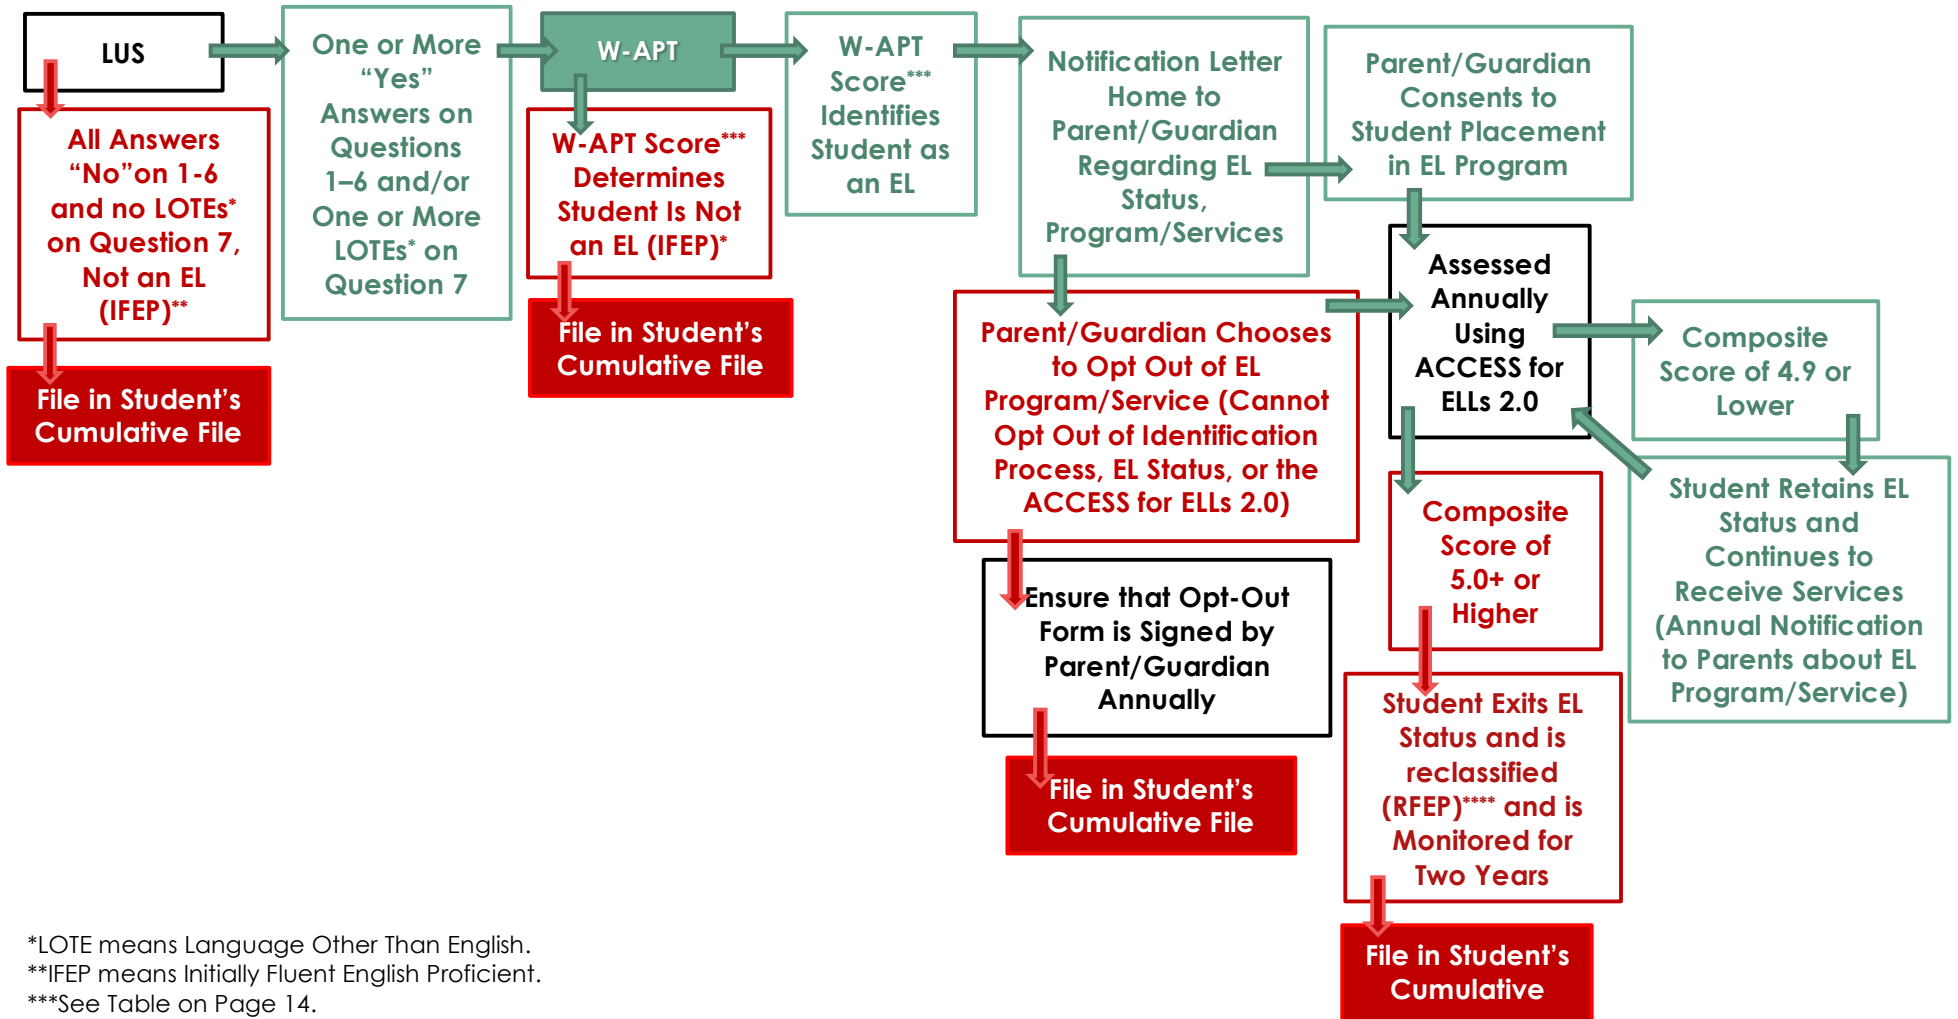 LUS
All Answers
“No”on 1-6
and no LOTEs*
on Question 7,
Not an EL
(IFEP)**
File in Student’s
Cumulative File
One or More
“Yes”
Answers on
Questions
1–6 and/or
One or More
LOTEs* on
Question 7
W-APT
W-APT Score***
Determines
Student Is Not
an EL (IFEP)*
File in Student’s
Cumulative File
W-APT
Score***
Identifies
Student as
an EL
Notification Letter
Home to
Parent/Guardian
Regarding EL
Status,
Program/Services
Parent/Guardian
Consents to
Student Placement
in EL Program
Parent/Guardian Chooses
to Opt Out of EL
Program/Service (Cannot
Opt Out of Identification
Process, EL Status, or the
ACCESS for ELLs 2.0)
Ensure that Opt-Out
Form is Signed by
Parent/Guardian
Annually
File in Student’s
Cumulative File
Assessed
Annually
Using
ACCESS for
ELLs 2.0
Composite
Score of 4.9 or
Lower
Student Retains EL
Status and
Continues to
Receive Services
(Annual Notification
to Parents about EL
Program/Service)
Composite
Score of
5.0+ or
Higher
Student Exits EL
Status and is
reclassified
(RFEP)**** and is
Monitored for
Two Years
File in Student’s
Cumulative
*LOTE means Language Other Than English.
**IFEP means Initially Fluent English Proficient.
***See Table on Page 14.